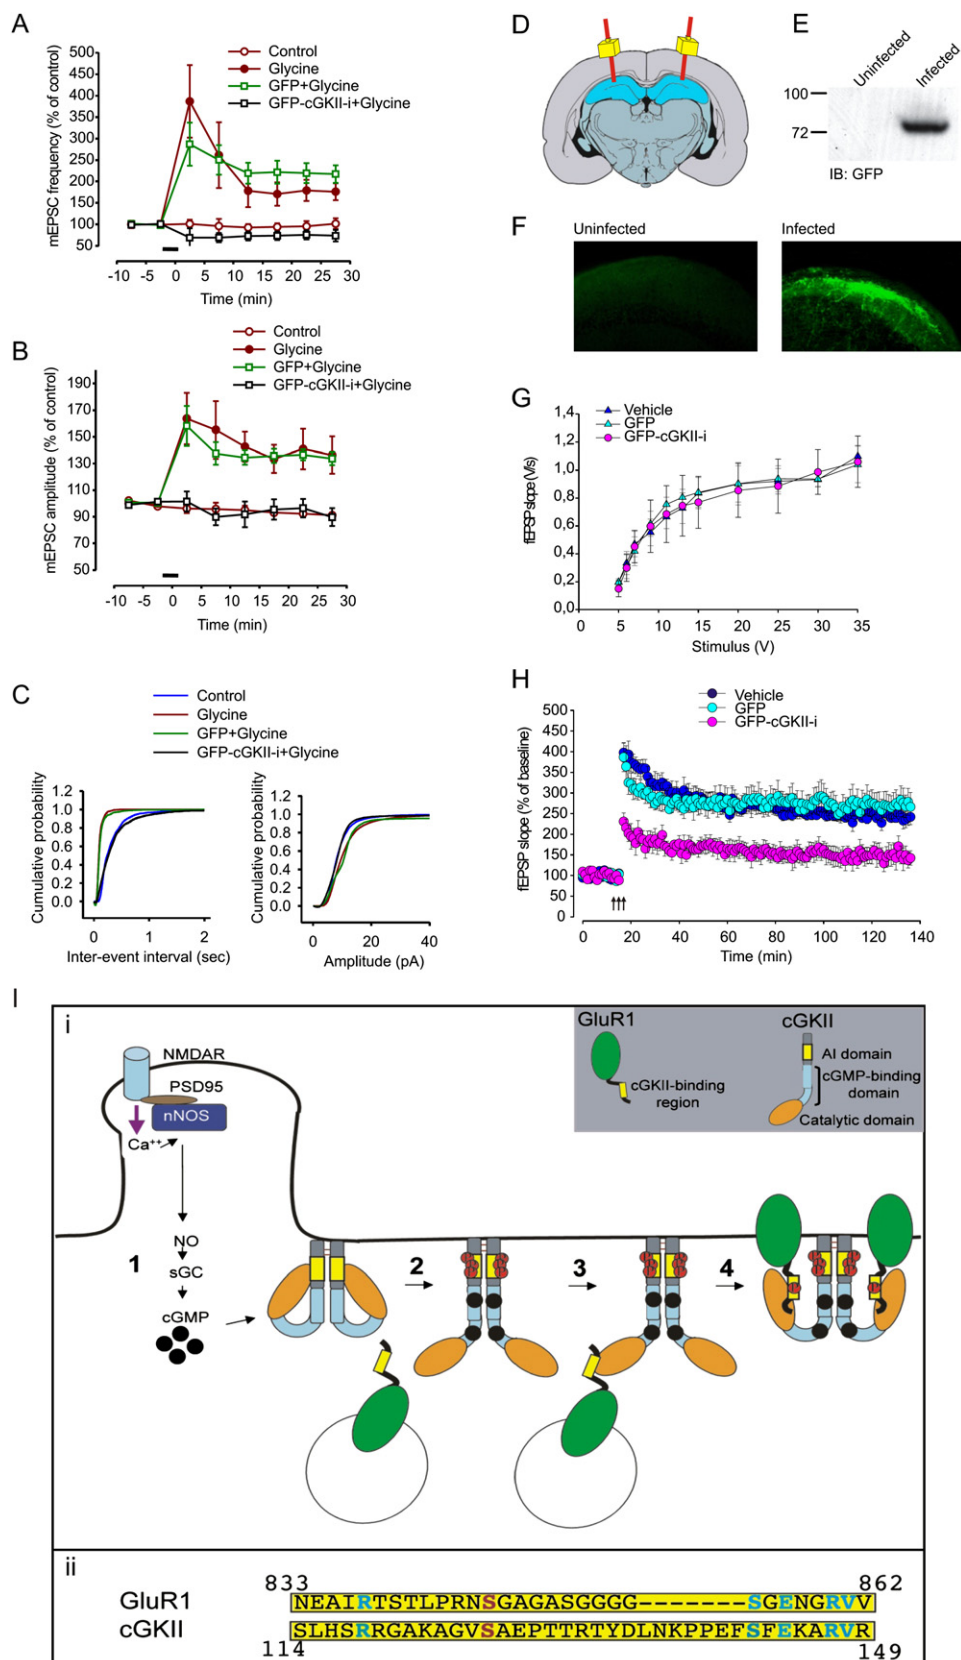 A
Control
Glycine
GFP+Glycine
GFP-cGKII-i+Glycine
mEPSC frequency (% of control)
500
450
400
350
300
250
200
150
100
50
-10 -5 0 5 10 15 20 25 30
Time (min)
B
Control
Glycine
GFP+Glycine
GFP-cGKII-i+Glycine
mEPSC amplitude (% of control)
190
170
150
130
110
90
70
50
-10 -5 0 5 10 15 20 25 30
Time (min)
C
Control
Glycine
GFP+Glycine
GFP-cGKII-i+Glycine
Cumulative probability
1.2
1.0
0.8
0.6
0.4
0.2
0.0
0 1 2
Inter-event interval (sec)
Cumulative probability
1.2
1.0
0.8
0.6
0.4
0.2
0.0
0 20 40
Amplitude (pA)
D
E
Uninfected
Infected
100
72
IB: GFP
F
Uninfected
Infected
G
Vehicle
GFP
GFP-cGKII-i
fEPSP slope (V/s)
1,4
1,2
1,0
0,8
0,6
0,4
0,2
0,0
0 5 10 15 20 25 30 35
Stimulus (V)
H
Vehicle
GFP
GFP-cGKII-i
fEPSP slope (% of baseline)
500
450
400
350
300
250
200
150
100
50
0
0 20 40 60 80 100 120 140
Time (min)
I
i
NMDAR
PSD95
nNOS
Ca++
NO
sGC
cGMP
1
2
3
4
GluR1
cGKII-binding
region
cGKII
AI domain
cGMP-binding
domain
Catalytic domain
ii
833 862
GluR1 NEAIRTSTLPRNSGAGASGGGG-------SGENGRVV
cGKII SLHSRRGAKAGVSAEPTTRTYDLNKPPEFSFEKARVR
114 149